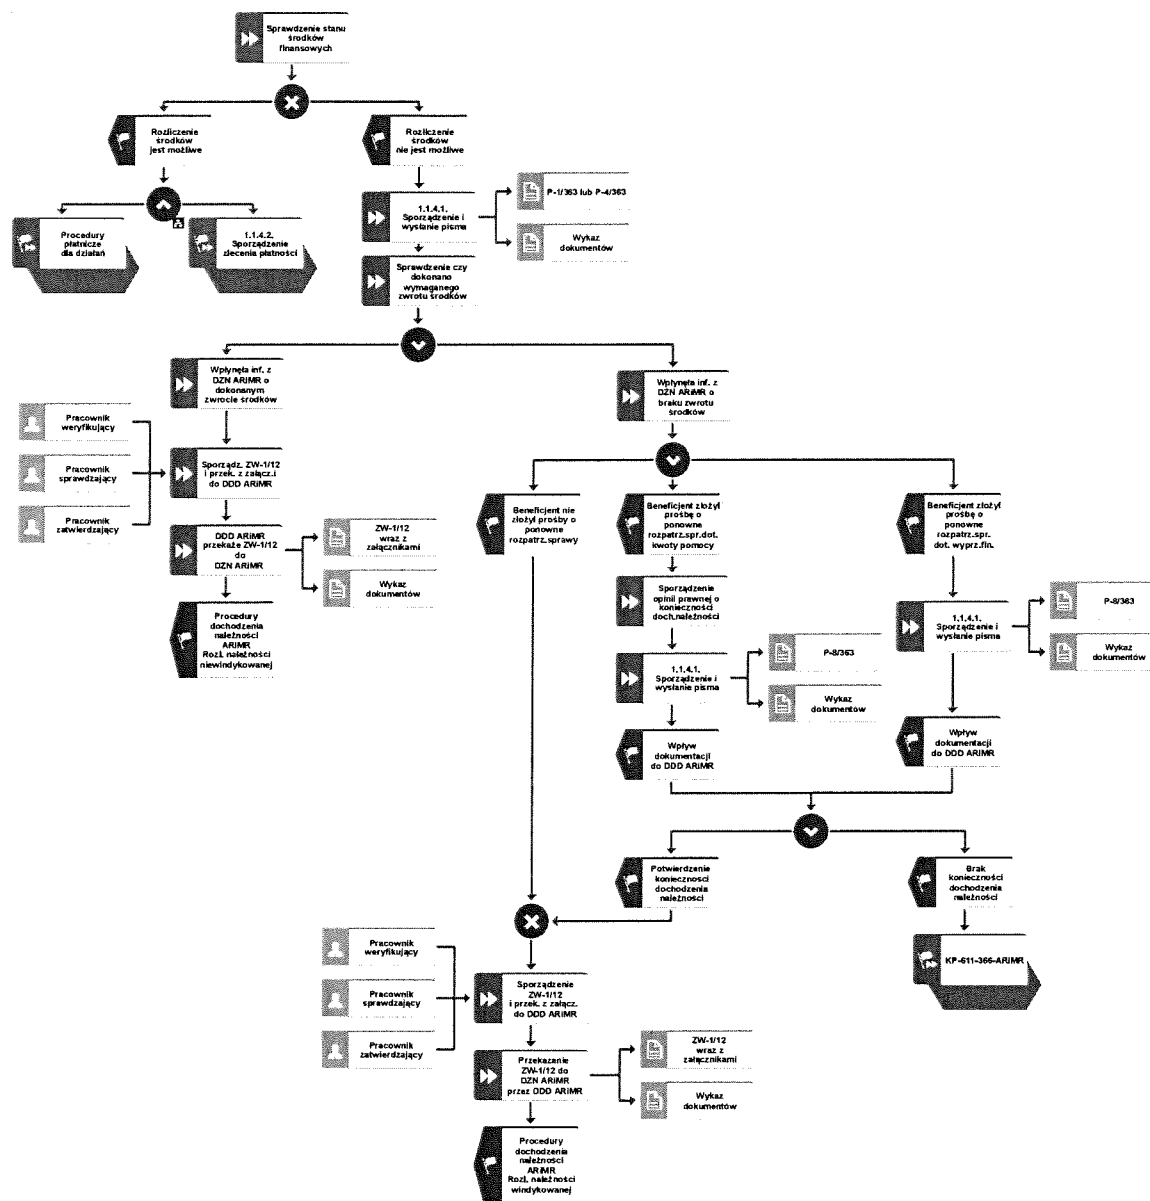 Sprawdzenie stanu
środków
finansowych
Rozliczenie
środków
jest możliwe
Rozliczenie
środków
nie jest możliwe
Procedury
płatnicze
dla działań
1.1.4.2.
Sporządzenie
zlecenia płatności
1.1.4.1.
Sporządzenie i
wysłanie pisma
P-1/363 lub P-4/363
Wykaz
dokumentów
Sprawdzenie czy
dokonano
wymaganego
zwrotu środków
Wpłynęła inf. z
DZN ARiMR o
dokonanym
zwrocie środków
Wpłynęła inf. z
DZN ARiMR o
braku zwrotu
środków
Pracownik
weryfikujący
Pracownik
sprawdzający
Pracownik
zatwierdzający
Sporządz. ZW-1/12
i przek. z załącz.i
do DDD ARiMR
DDD ARiMR
przekaże ZW-1/12
do
DZN ARiMR
ZW-1/12
wraz z
załącznikami
Wykaz
dokumentów
Procedury
dochodzenia
należności
ARiMR
Rozl. należności
niewindykowanej
Beneficjent nie
złożył prośby o
ponowne
rozpatrz.sprawy
Beneficjent złożył
prośbę o
ponowne
rozpatrz.spr.dot.
kwoty pomocy
Beneficjent złożył
prośbę o
ponowne
rozpatrz.spr.
dot. wyprz.fin.
Sporządzenie
opinii prawnej o
konieczności
doch.należności
1.1.4.1.
Sporządzenie i
wysłanie pisma
P-8/363
Wykaz
dokumentów
1.1.4.1.
Sporządzenie i
wysłanie pisma
P-8/363
Wykaz
dokumentów
Wpływ
dokumentacji
do DDD ARiMR
Wpływ
dokumentacji
do DDD ARiMR
Potwierdzenie
konieczności
dochodzenia
należności
Brak
konieczności
dochodzenia
należności
KP-611-366-ARiMR
Pracownik
weryfikujący
Pracownik
sprawdzający
Pracownik
zatwierdzający
Sporządzenie
ZW-1/12
i przek. z załącz.
do DDD ARiMR
Przekazanie
ZW-1/12 do
DZN ARiMR
przez DDD ARiMR
ZW-1/12
wraz z
załącznikami
Wykaz
dokumentów
Procedury
dochodzenia
należności
ARiMR
Rozl. należności
windykowanej